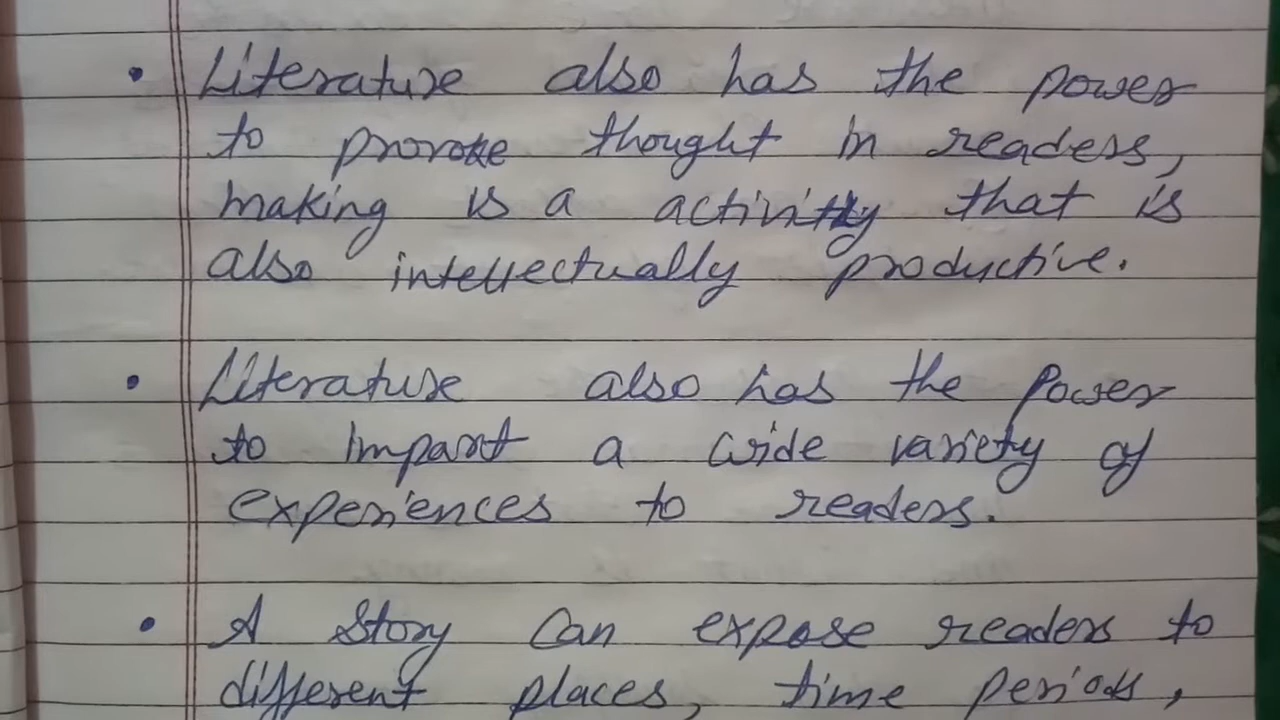 • Literature also has the power
to provoke thought in readers,
making is a activity that is
also intellectually productive.
• Literature also has the Power
to impart a wide variety of
experiences to readers.
• A Story Can expose readers to
different places, time periods,